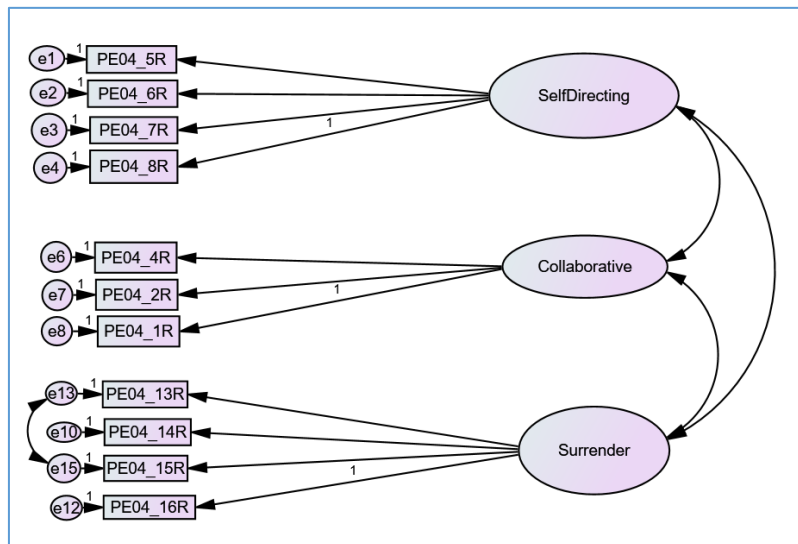 e1 1 PE04_5R
e2 1 PE04_6R
e3 1 PE04_7R
e4 1 PE04_8R
1
SelfDirecting
e6 1 PE04_4R
e7 1 PE04_2R
e8 1 PE04_1R
1
Collaborative
e13 1 PE04_13R
e10 1 PE04_14R
e15 1 PE04_15R
e12 1 PE04_16R
1
Surrender